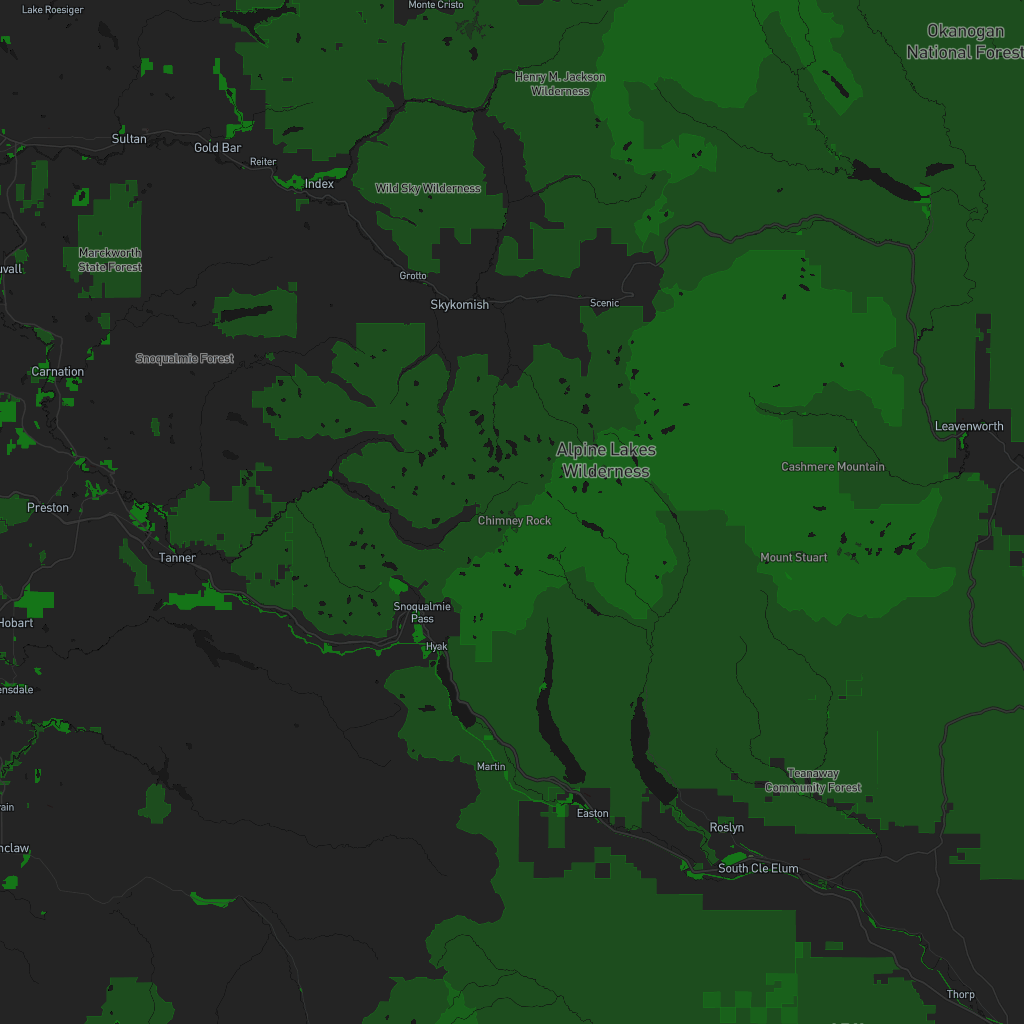 Lake Roesiger
Monte Cristo
Okanogan
National Forest
Henry M. Jackson
Wilderness
Sultan
Gold Bar
Reiter
Index
Wild Sky Wilderness
Marckworth
State Forest
uvall
Grotto
Skykomish
Scenic
Snoqualmie Forest
Carnation
Leavenworth
Alpine Lakes
Wilderness
Cashmere Mountain
Preston
Chimney Rock
Tanner
Mount Stuart
Snoqualmie
Pass
Hobart
Hyak
ensdale
Martin
Teanaway
Community Forest
rain
Easton
Roslyn
nclaw
South Cle Elum
Thorp